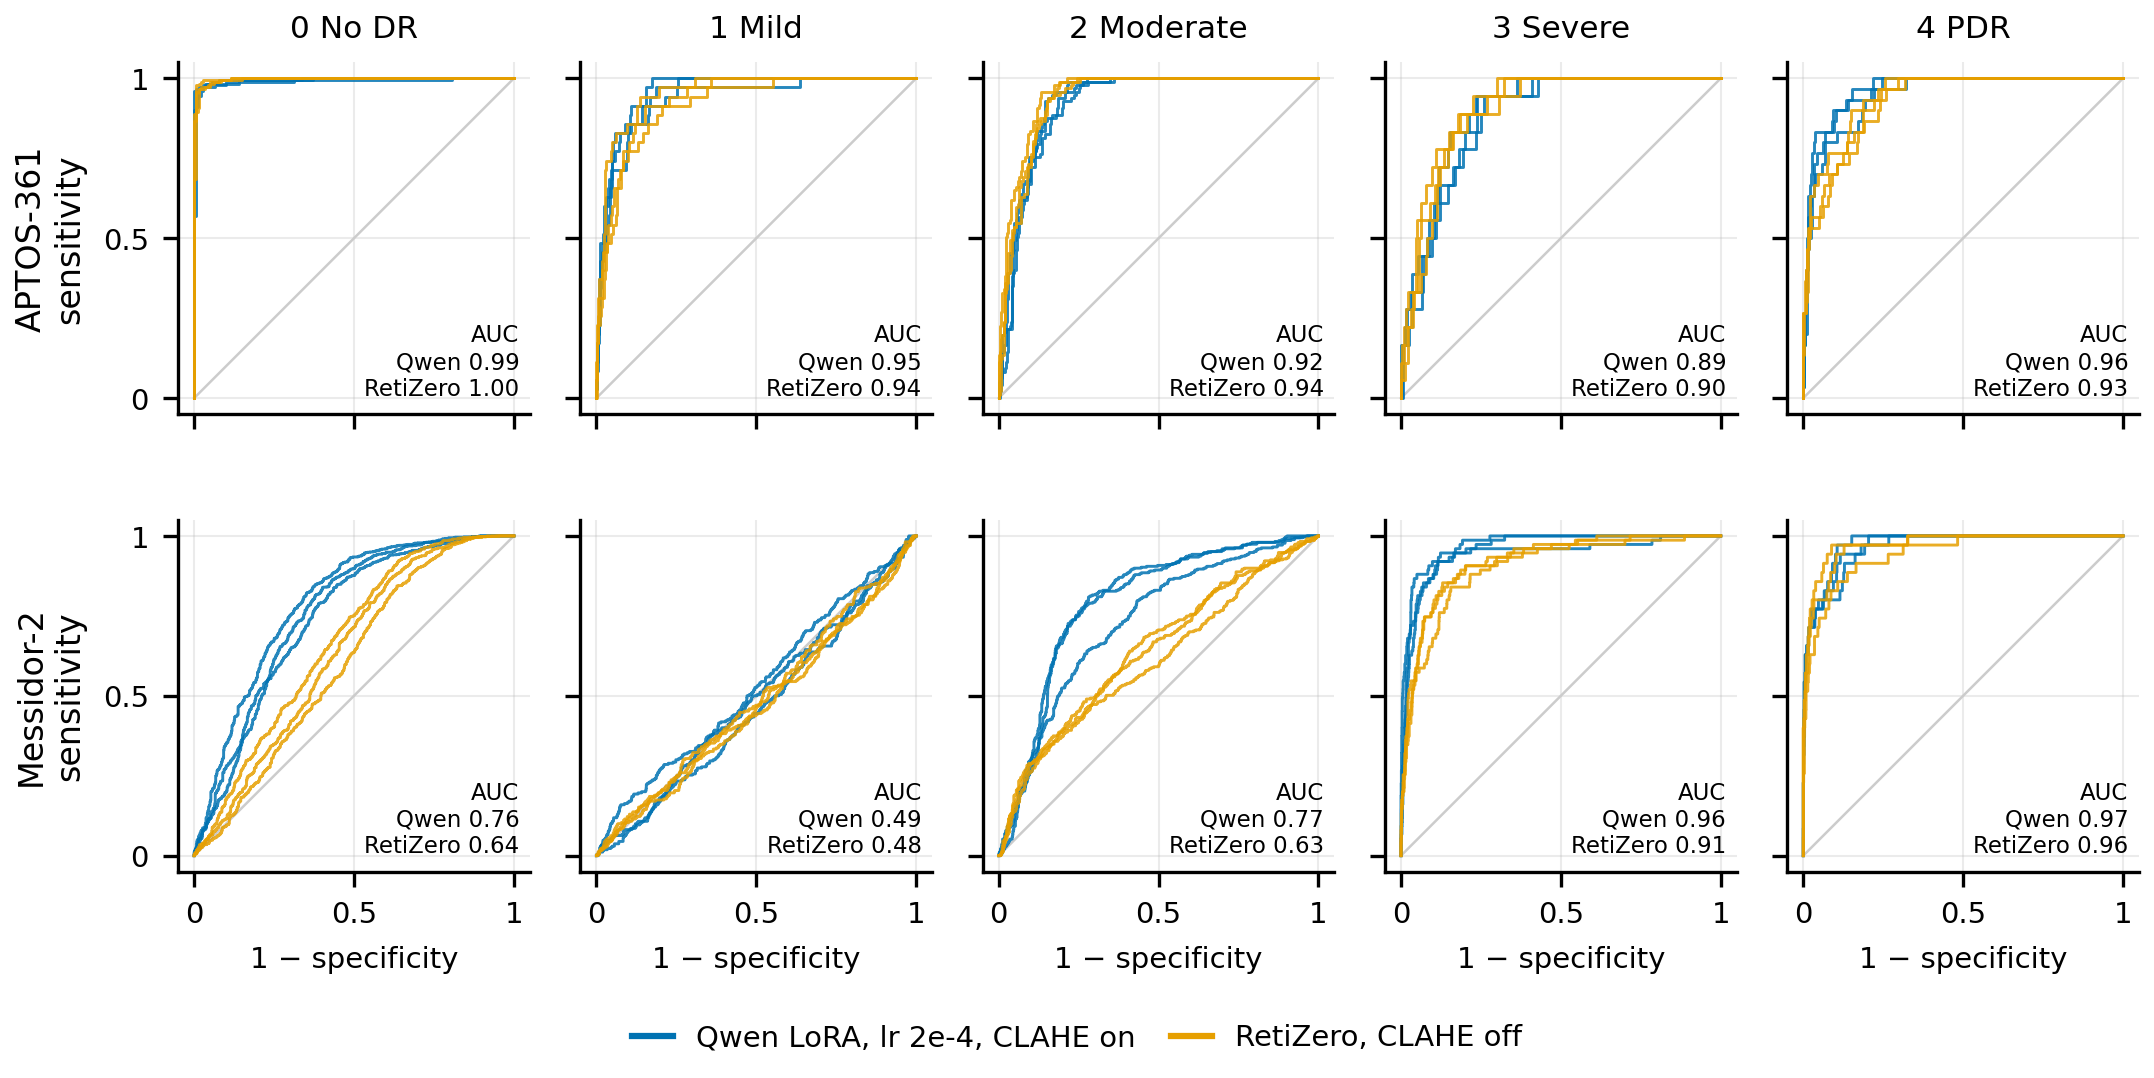 0 No DR
1 Mild
2 Moderate
3 Severe
4 PDR
APTOS-361
sensitivity
1
0.5
0
AUC
Qwen 0.99
RetiZero 1.00
AUC
Qwen 0.95
RetiZero 0.94
AUC
Qwen 0.92
RetiZero 0.94
AUC
Qwen 0.89
RetiZero 0.90
AUC
Qwen 0.96
RetiZero 0.93
Messidor-2
sensitivity
1
0.5
0
AUC
Qwen 0.76
RetiZero 0.64
AUC
Qwen 0.49
RetiZero 0.48
AUC
Qwen 0.77
RetiZero 0.63
AUC
Qwen 0.96
RetiZero 0.91
AUC
Qwen 0.97
RetiZero 0.96
0 0.5 1
0 0.5 1
0 0.5 1
0 0.5 1
0 0.5 1
1 − specificity
1 − specificity
1 − specificity
1 − specificity
1 − specificity
Qwen LoRA, lr 2e-4, CLAHE on
RetiZero, CLAHE off